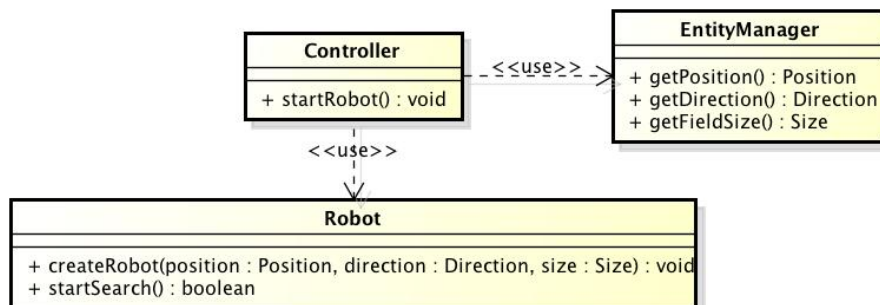 EntityManager
Controller
<<use>>
+ getPosition() : Position
+ startRobot() : void
+ getDirection() : Direction
+ getFieldSize() : Size
<<use>>
Robot
+ createRobot(position : Position, direction : Direction, size : Size) : void
+ startSearch() : boolean